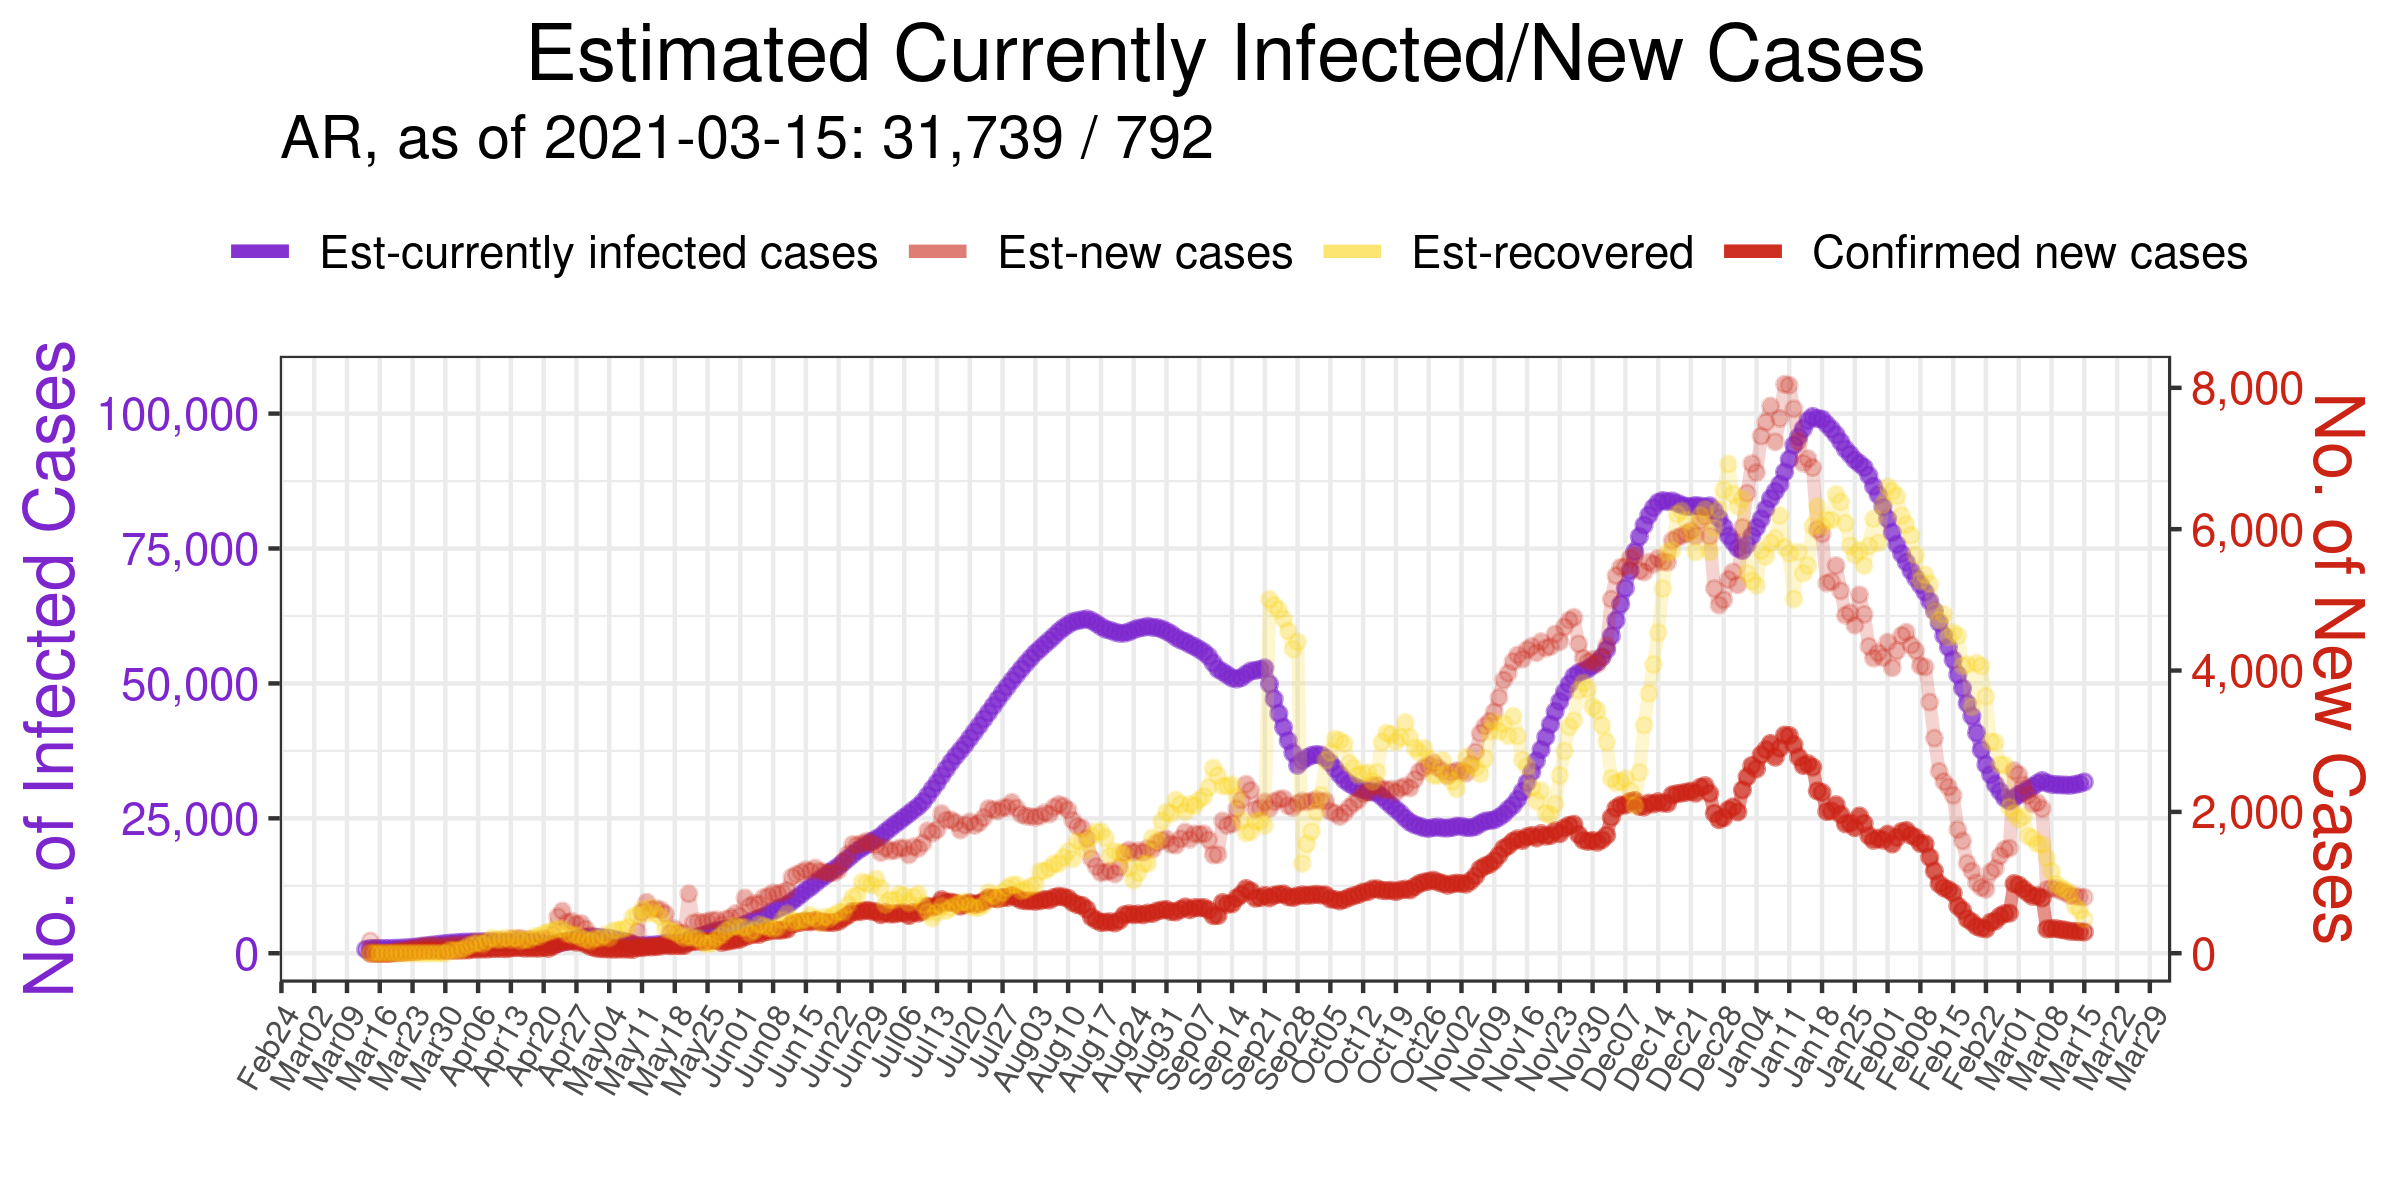 Estimated Currently Infected/New Cases
AR, as of 2021-03-15: 31,739 / 792
Est-currently infected cases Est-new cases Est-recovered Confirmed new cases
No. of Infected Cases
100,000
75,000
50,000
25,000
0
8,000
6,000
4,000
2,000
0
No. of New Cases
Feb24 Mar02 Mar09 Mar16 Mar23 Mar30 Apr06 Apr13 Apr20 Apr27 May04 May11 May18 May25 Jun01 Jun08 Jun15 Jun22 Jun29 Jul06 Jul13 Jul20 Jul27 Aug03 Aug10 Aug17 Aug24 Aug31 Sep07 Sep14 Sep21 Sep28 Oct05 Oct12 Oct19 Oct26 Nov02 Nov09 Nov16 Nov23 Nov30 Dec07 Dec14 Dec21 Dec28 Jan04 Jan11 Jan18 Jan25 Feb01 Feb08 Feb15 Feb22 Mar01 Mar08 Mar15 Mar22 Mar29